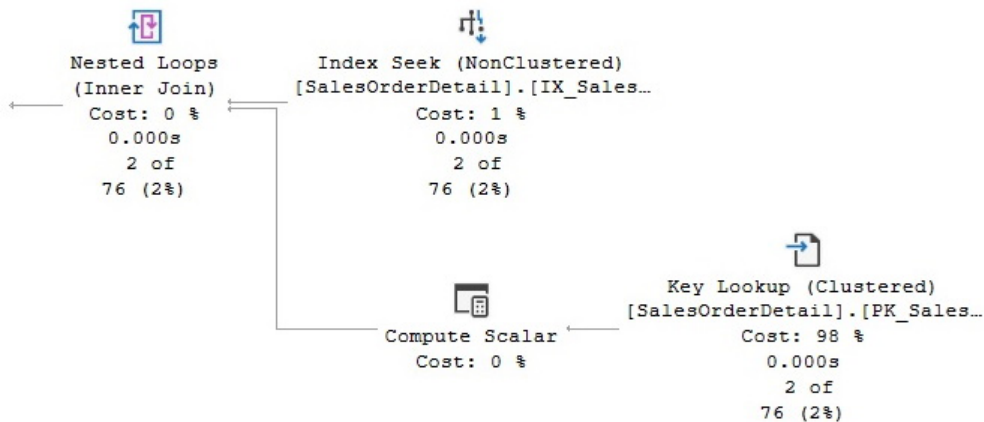 Nested Loops
(Inner Join)
Cost: 0 %
0.000s
2 of
76 (2%)
Index Seek (NonClustered)
[SalesOrderDetail].[IX_Sales…
Cost: 1 %
0.000s
2 of
76 (2%)
Compute Scalar
Cost: 0 %
Key Lookup (Clustered)
[SalesOrderDetail].[PK_Sales…
Cost: 98 %
0.000s
2 of
76 (2%)